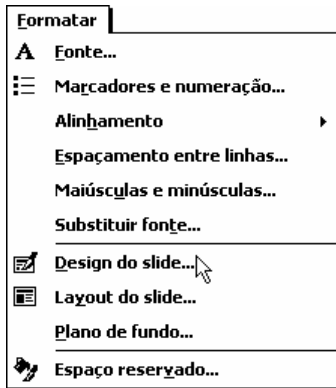 Formatar
Fonte...
Marcadores e numeração...
Alinhamento
Espaçamento entre linhas...
Maiúsculas e minúsculas...
Substituir fonte...
Design do slide...
Layout do slide...
Plano de fundo...
Espaço reservado...